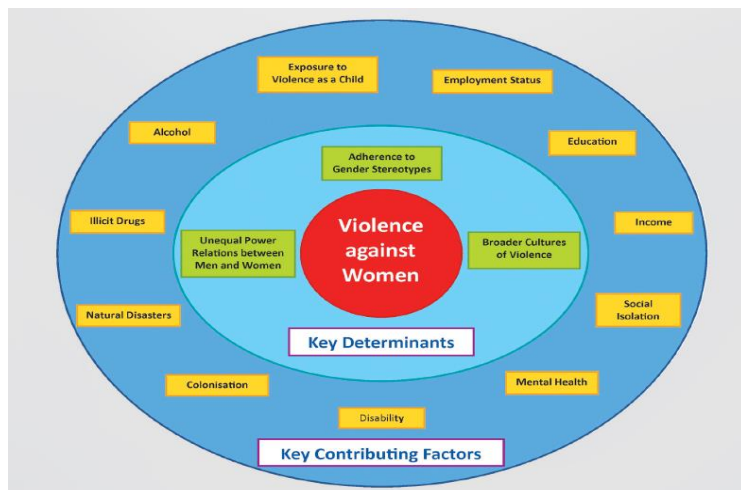 Exposure to
Violence as a Child
Employment Status
Alcohol
Education
Adherence to
Gender Stereotypes
Illicit Drugs
Income
Violence
against
Women
Unequal Power
Relations between
Men and Women
Broader Cultures
of Violence
Natural Disasters
Social
Isolation
Key Determinants
Colonisation
Mental Health
Disability
Key Contributing Factors